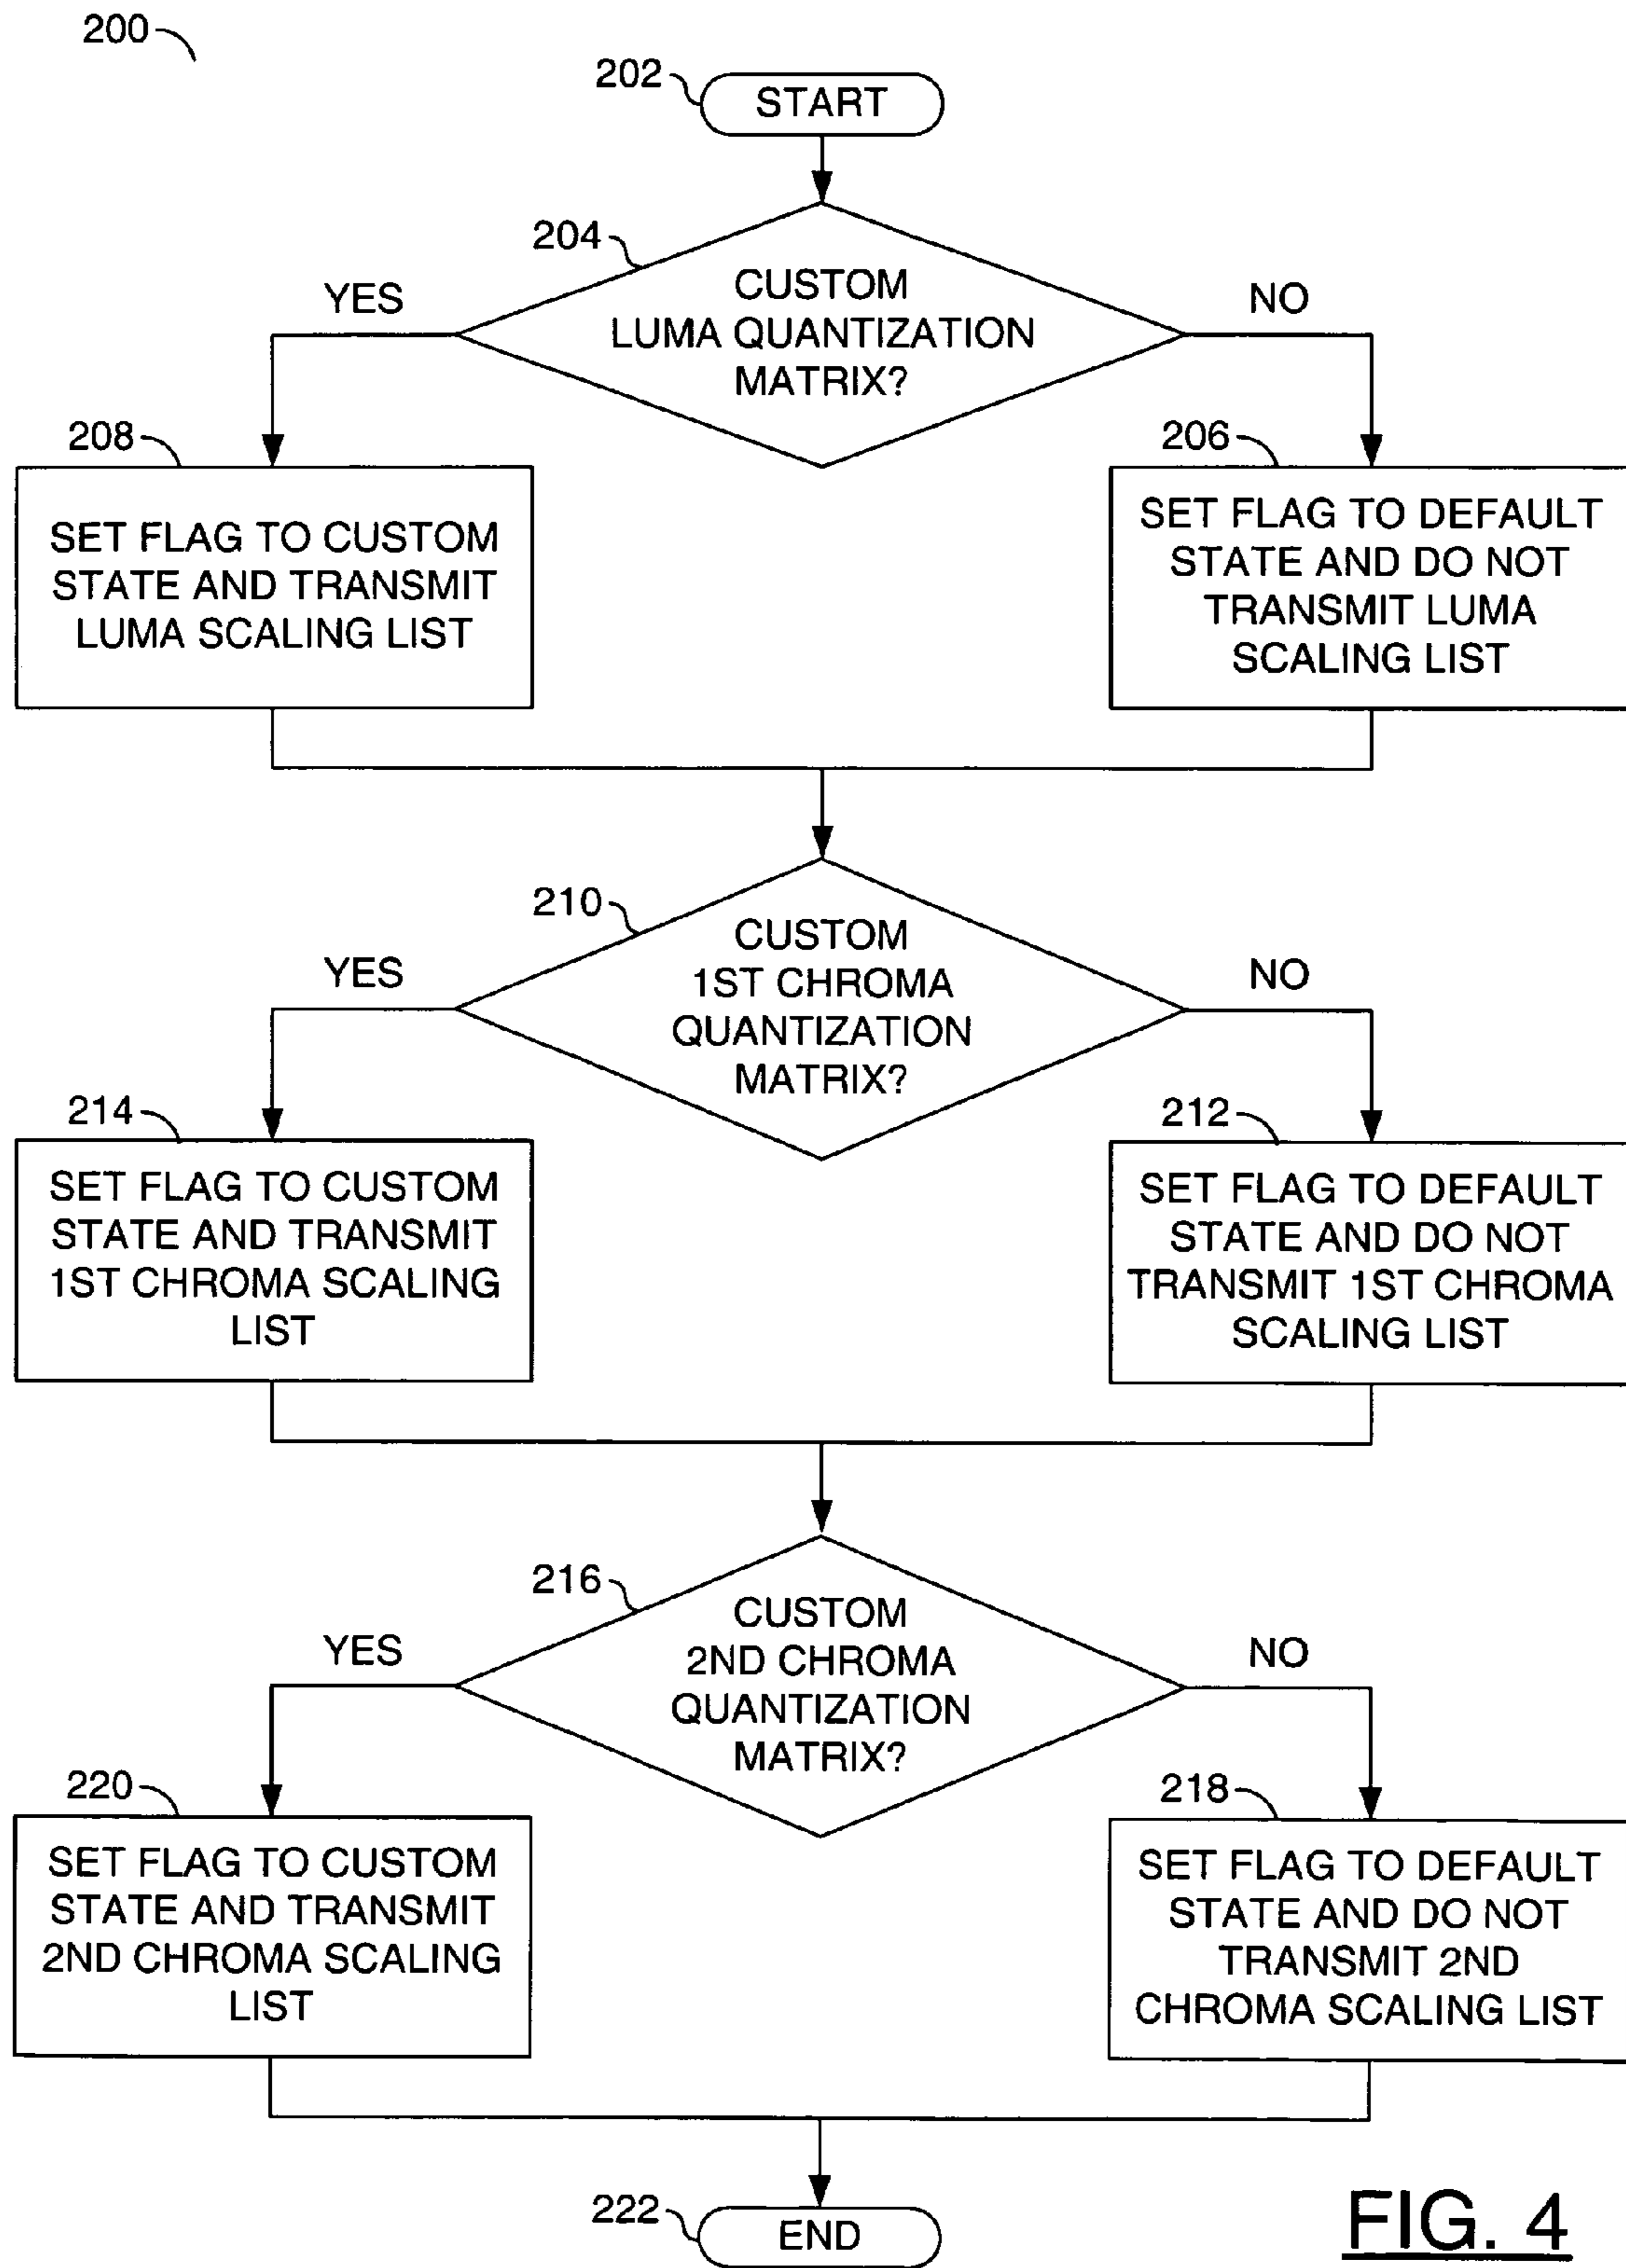 200
202
START
204
CUSTOM
LUMA QUANTIZATION
MATRIX?
YES
NO
208
SET FLAG TO CUSTOM
STATE AND TRANSMIT
LUMA SCALING LIST
206
SET FLAG TO DEFAULT
STATE AND DO NOT
TRANSMIT LUMA
SCALING LIST
210
CUSTOM
1ST CHROMA
QUANTIZATION
MATRIX?
YES
NO
214
SET FLAG TO CUSTOM
STATE AND TRANSMIT
1ST CHROMA SCALING
LIST
212
SET FLAG TO DEFAULT
STATE AND DO NOT
TRANSMIT 1ST CHROMA
SCALING LIST
216
CUSTOM
2ND CHROMA
QUANTIZATION
MATRIX?
YES
NO
220
SET FLAG TO CUSTOM
STATE AND TRANSMIT
2ND CHROMA SCALING
LIST
218
SET FLAG TO DEFAULT
STATE AND DO NOT
TRANSMIT 2ND
CHROMA SCALING LIST
222
END
FIG. 4